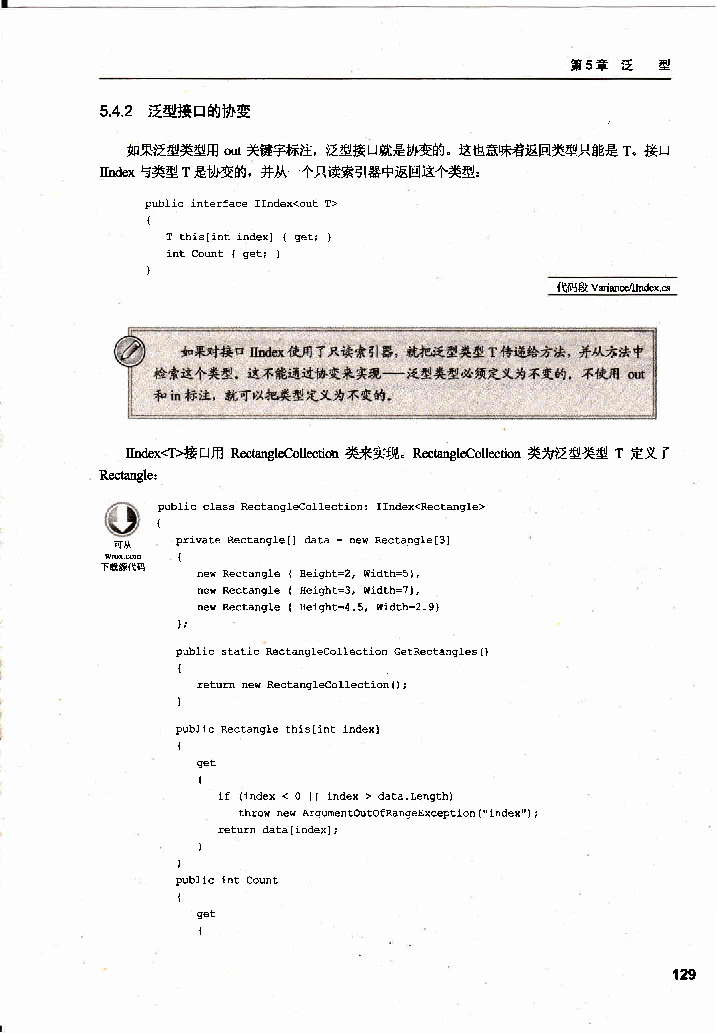 第5章 泛 型
5.4.2 泛型接口的协变
如果泛型类型用 out 关键字标注，泛型接口就是协变的。这也意味着返回类型只能是 T。接口
IIndex 与类型 T 是协变的，并从一个只读索引器中返回这个类型：
public interface IIndex<out T>
{
T this[int index] { get; }
int Count { get; }
}
代码段 Variance/IIndex.cs
如果对接口 IIndex 使用了只读索引器，就把泛型类型 T 传递给方法，并从方法中
检索这个类型。这不能通过协变来实现——泛型类型必须定义为不变的。不使用 out
和 in 标注，就可以把类型定义为不变的。
IIndex<T>接口用 RectangleCollection 类来实现。RectangleCollection 类为泛型类型 T 定义了
Rectangle：
可从
wrox.com
下载源代码
public class RectangleCollection: IIndex<Rectangle>
{
private Rectangle[] data = new Rectangle[3]
{
new Rectangle { Height=2, Width=5},
new Rectangle { Height=3, Width=7},
new Rectangle { Height=4.5, Width=2.9}
};
public static RectangleCollection GetRectangles()
{
return new RectangleCollection();
}
public Rectangle this[int index]
{
get
{
if (index < 0 || index > data.Length)
throw new ArgumentOutOfRangeException("index");
return data[index];
}
}
public int Count
{
get
{
129